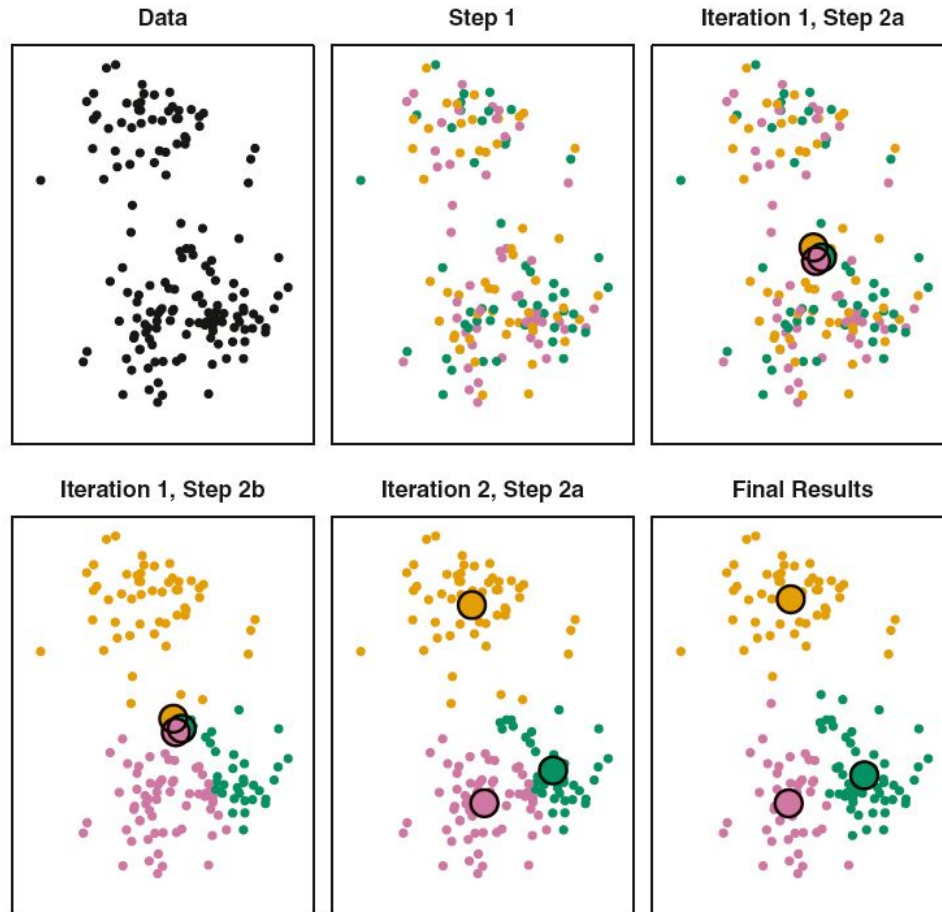 Data
Step 1
Iteration 1, Step 2a
Iteration 1, Step 2b
Iteration 2, Step 2a
Final Results